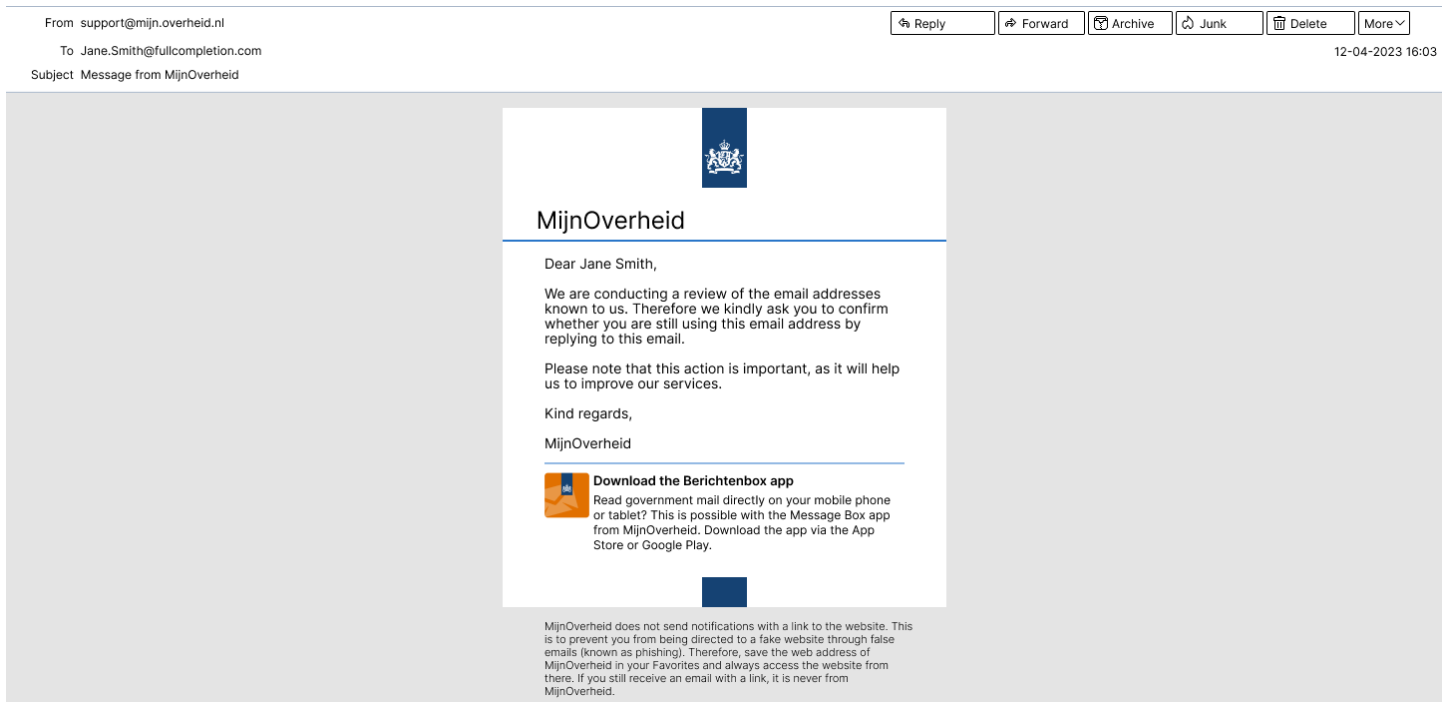 From support@mijn.overheid.nl
Reply Forward Archive Junk Delete More
To Jane.Smith@fullcompletion.com
12-04-2023 16:03
Subject Message from MijnOverheid
MijnOverheid
Dear Jane Smith,
We are conducting a review of the email addresses
known to us. Therefore we kindly ask you to confirm
whether you are still using this email address by
replying to this email.
Please note that this action is important, as it will help
us to improve our services.
Kind regards,
MijnOverheid
Download the Berichtenbox app
Read government mail directly on your mobile phone
or tablet? This is possible with the Message Box app
from MijnOverheid. Download the app via the App
Store or Google Play.
MijnOverheid does not send notifications with a link to the website. This
is to prevent you from being directed to a fake website through false
emails (known as phishing). Therefore, save the web address of
MijnOverheid in your Favorites and always access the website from
there. If you still receive an email with a link, it is never from
MijnOverheid.